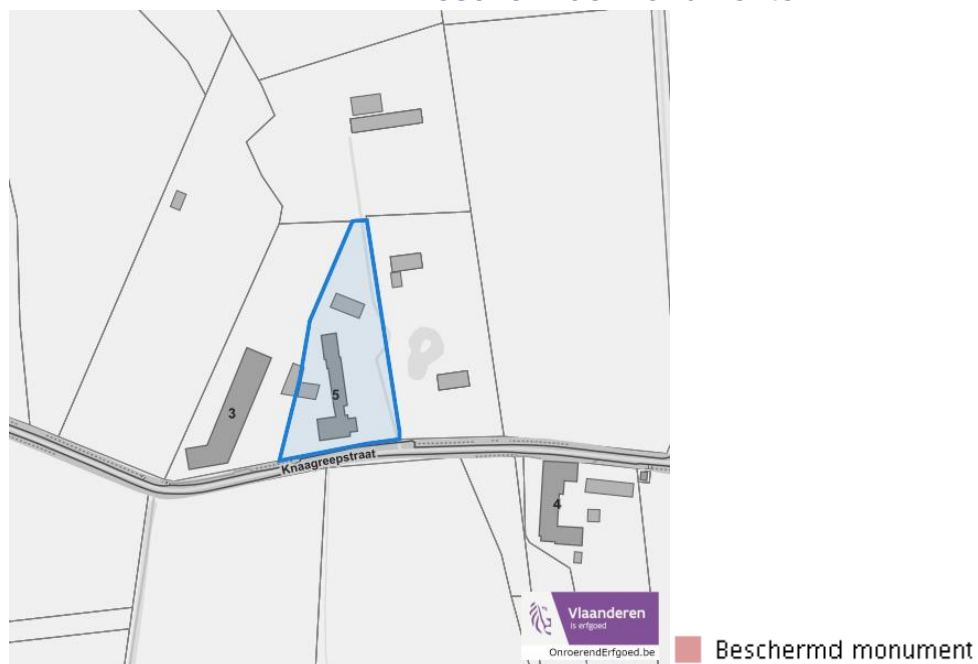 3
5
Knaagreepstraat
4
Vlaanderen
is erfgoed
OnroerendErfgoed.be
Beschermd monument